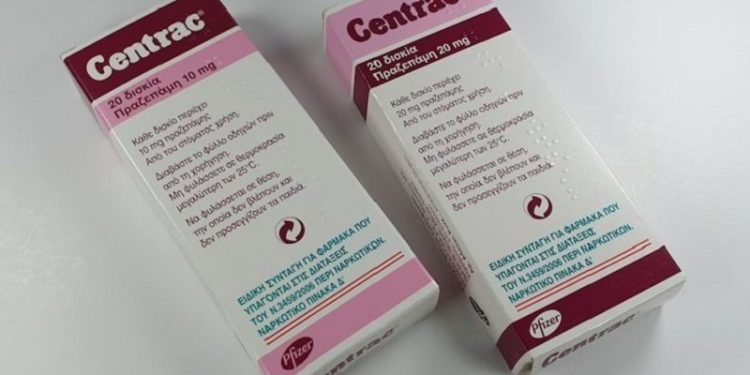 Centrac®
20 δισκία
Πραζεπάμη 10 mg
Κάθε δισκίο περιέχει
10 mg πραζεπάμης
Από του στόματος χρήση.
Διαβάστε το φύλλο οδηγιών πριν
από τη χορήγηση.
Μη φυλάσσετε σε θερμοκρασία
μεγαλύτερη των 25°C.
Να φυλάσσεται σε θέση,
την οποία δεν βλέπουν και
δεν προσεγγίζουν τα παιδιά.
ΕΙΔΙΚΗ ΣΥΝΤΑΓΗ ΓΙΑ ΦΑΡΜΑΚΑ ΠΟΥ
ΥΠΑΓΟΝΤΑΙ ΣΤΙΣ ΔΙΑΤΑΞΕΙΣ
ΤΟΥ Ν.3459/2006 ΠΕΡΙ ΝΑΡΚΩΤΙΚΩΝ.
ΝΑΡΚΩΤΙΚΟ ΠΙΝΑΚΑ Δ΄
Pfizer
Centrac
Centrac®
20 δισκία
Πραζεπάμη 20 mg
Κάθε δισκίο περιέχει
20 mg πραζεπάμης
Από του στόματος χρήση.
Διαβάστε το φύλλο οδηγιών πριν
από τη χορήγηση.
Μη φυλάσσετε σε θερμοκρασία
μεγαλύτερη των 25°C.
Να φυλάσσεται σε θέση,
την οποία δεν βλέπουν και
δεν προσεγγίζουν τα παιδιά.
ΕΙΔΙΚΗ ΣΥΝΤΑΓΗ ΓΙΑ ΦΑΡΜΑΚΑ ΠΟΥ
ΥΠΑΓΟΝΤΑΙ ΣΤΙΣ ΔΙΑΤΑΞΕΙΣ
ΤΟΥ Ν.3459/2006 ΠΕΡΙ ΝΑΡΚΩΤΙΚΩΝ.
ΝΑΡΚΩΤΙΚΟ ΠΙΝΑΚΑ Δ΄
Pfizer
Centrac